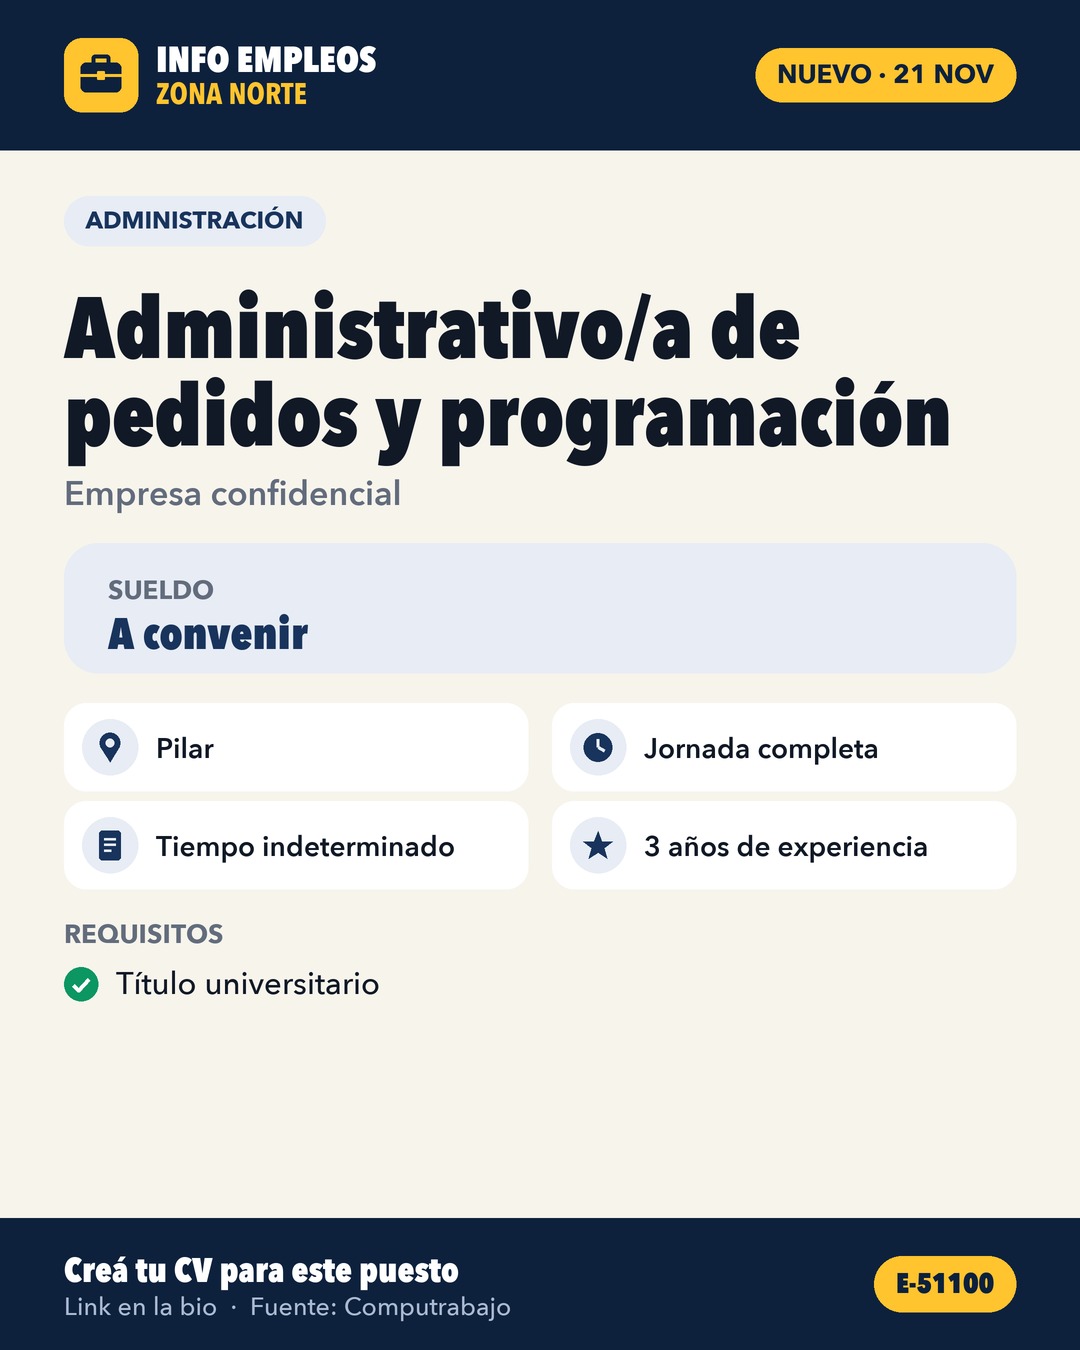 INFO EMPLEOS
ZONA NORTE
NUEVO · 21 NOV
ADMINISTRACIÓN
Administrativo/a de
pedidos y programación
Empresa confidencial
SUELDO
A convenir
Pilar
Jornada completa
Tiempo indeterminado
3 años de experiencia
REQUISITOS
Título universitario
Creá tu CV para este puesto
Link en la bio · Fuente: Computrabajo
E-51100